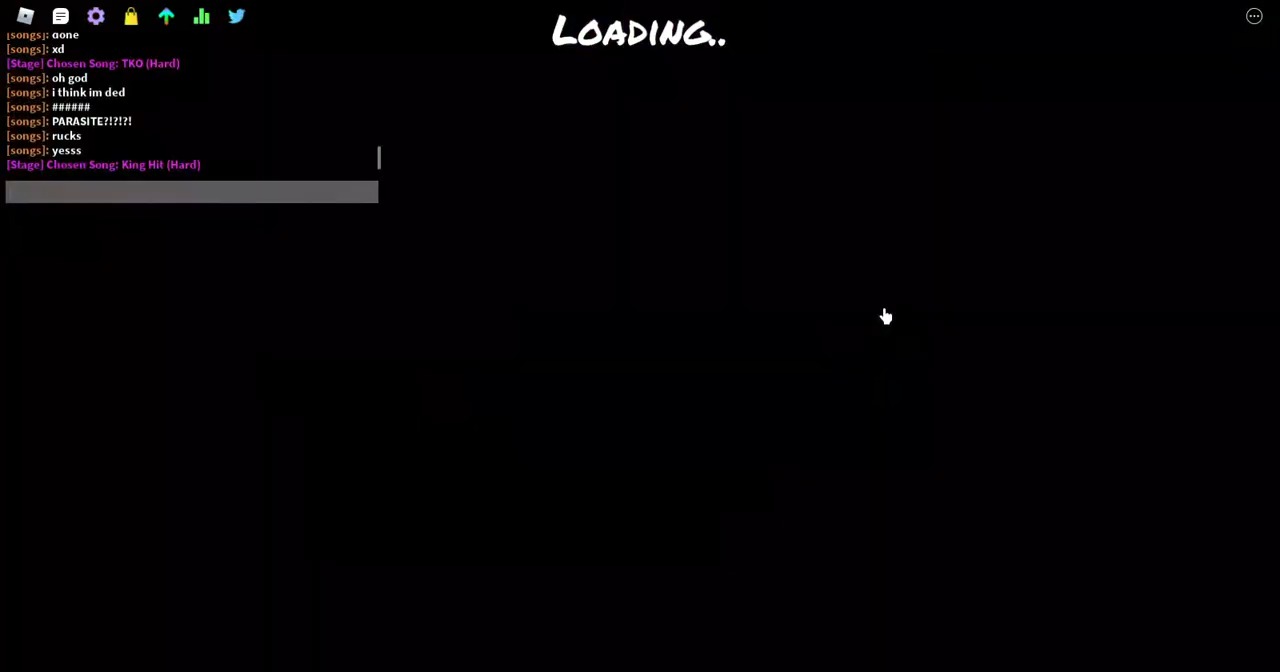 LOADING..
[songs]: done
[songs]: xd
[Stage] Chosen Song: TKO (Hard)
[songs]: oh god
[songs]: i think im ded
[songs]: ######
[songs]: PARASITE?!?!?!
[songs]: rucks
[songs]: yesss
[Stage] Chosen Song: King Hit (Hard)